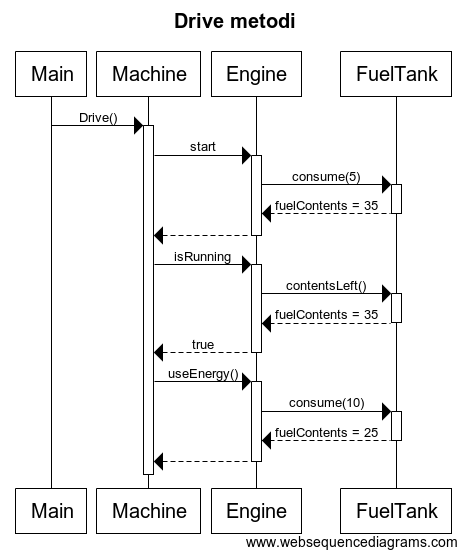 Drive metodi
Main Machine Engine FuelTank
Drive()
start
consume(5)
fuelContents = 35
isRunning
contentsLeft()
fuelContents = 35
true
useEnergy()
consume(10)
fuelContents = 25
Main Machine Engine FuelTank
www.websequencediagrams.com